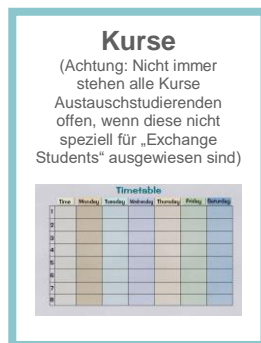 Kurse
(Achtung: Nicht immer
stehen alle Kurse
Austauschstudierenden
offen, wenn diese nicht
speziell für „Exchange
Students“ ausgewiesen sind)
Timetable
Time Monday Tuesday Wednesday Thursday Friday Saturday
1
2
3
4
5
6
7
8